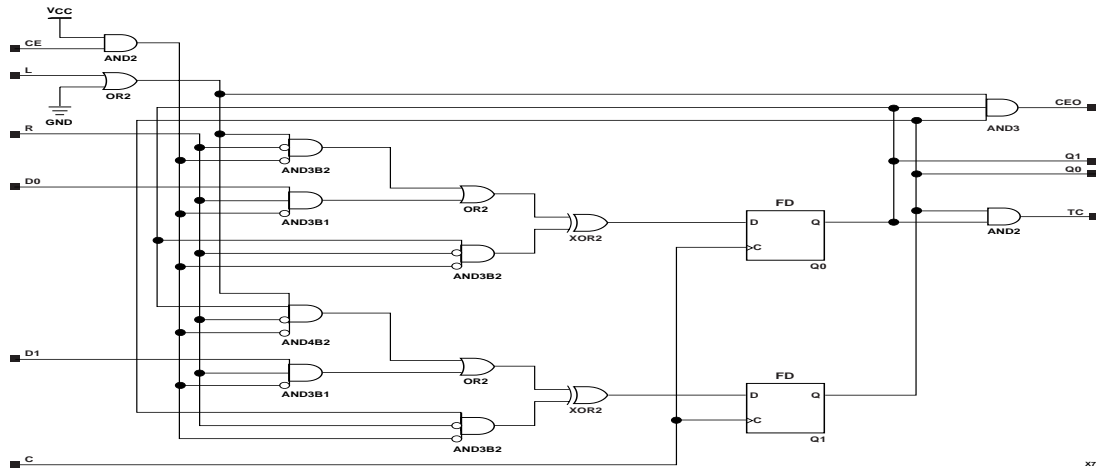 VCC
CE
AND2
L
OR2
GND
CEO
AND3
R
AND3B2
Q1
Q0
D0
AND3B1
OR2
XOR2
FD
D
Q
C
Q0
TC
AND2
AND3B2
AND4B2
D1
AND3B1
OR2
XOR2
FD
D
Q
C
Q1
AND3B2
C
X7